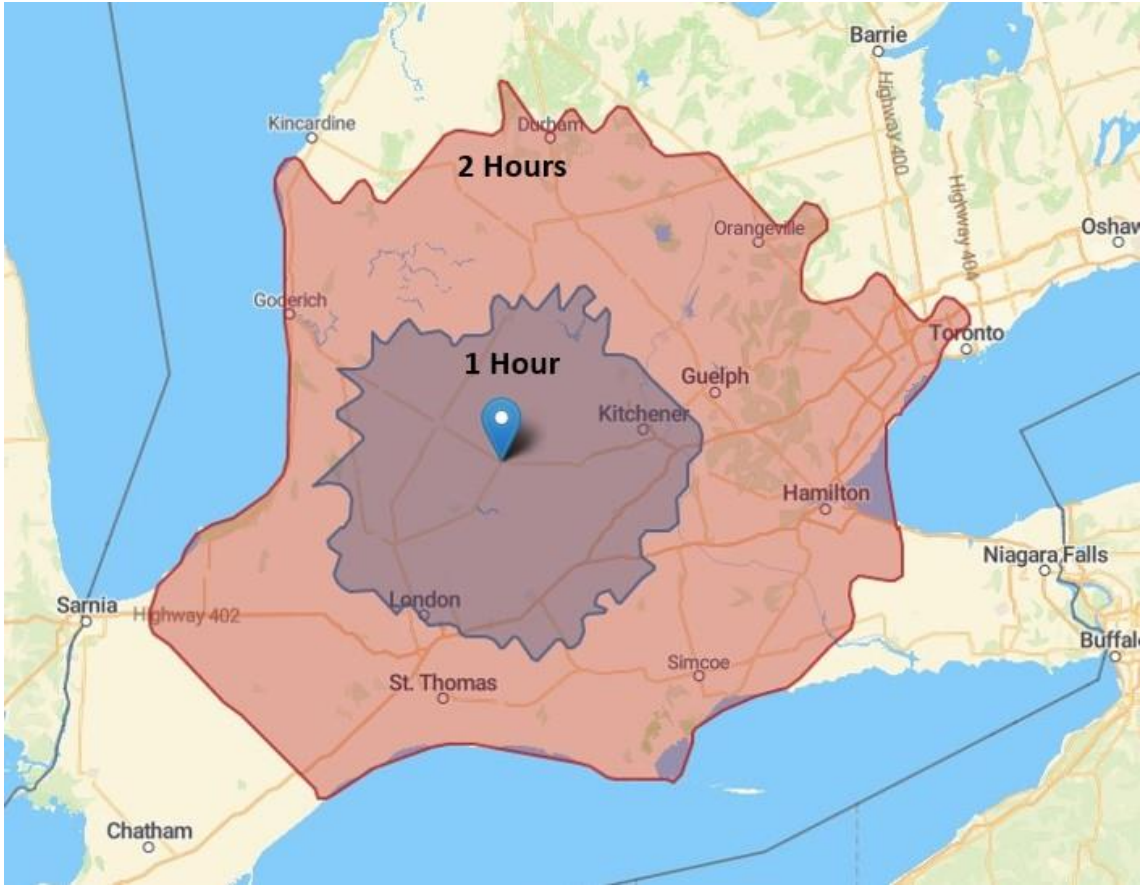 Barrie
Highway 400
Kincardine
Durham
2 Hours
Highway 404
Orangeville
Oshaw
Goderich
Toronto
1 Hour
Guelph
Kitchener
Hamilton
Niagara Falls
London
Sarnia
Highway 402
Buffalo
Simcoe
St. Thomas
Chatham